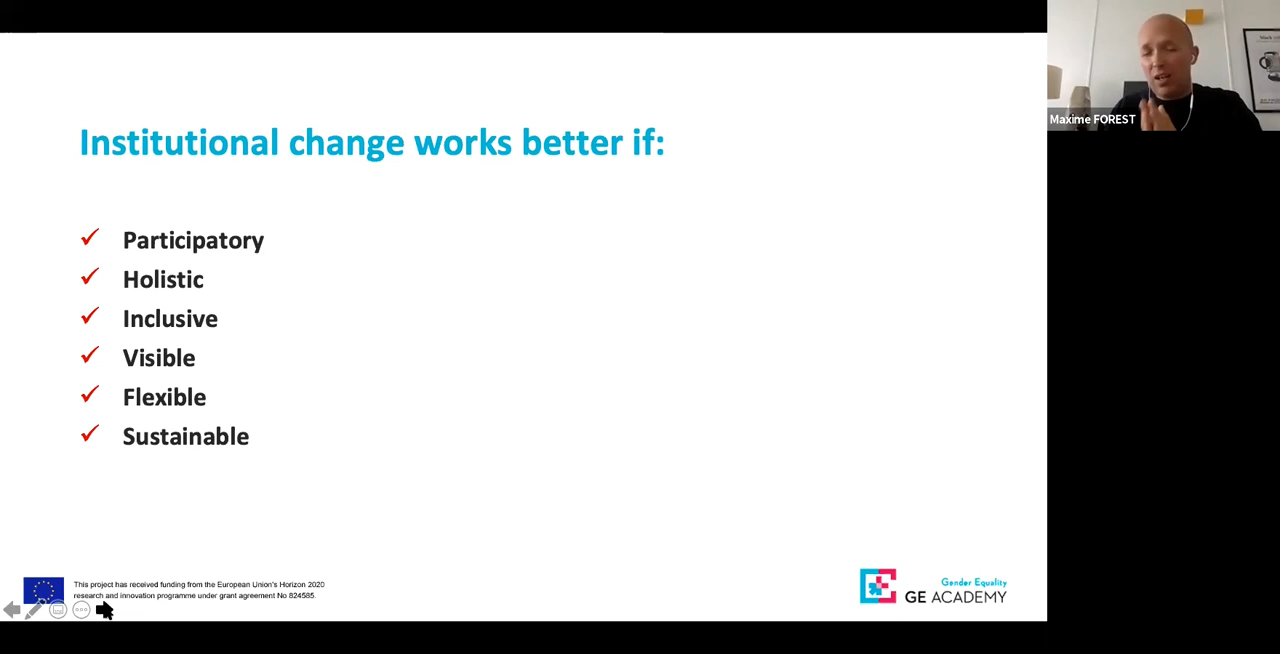 Institutional change works better if:
Participatory
Holistic
Inclusive
Visible
Flexible
Sustainable
This project has received funding from the European Union's Horizon 2020
research and innovation programme under grant agreement No 824585.
Gender Equality
GE ACADEMY
Maxime FOREST